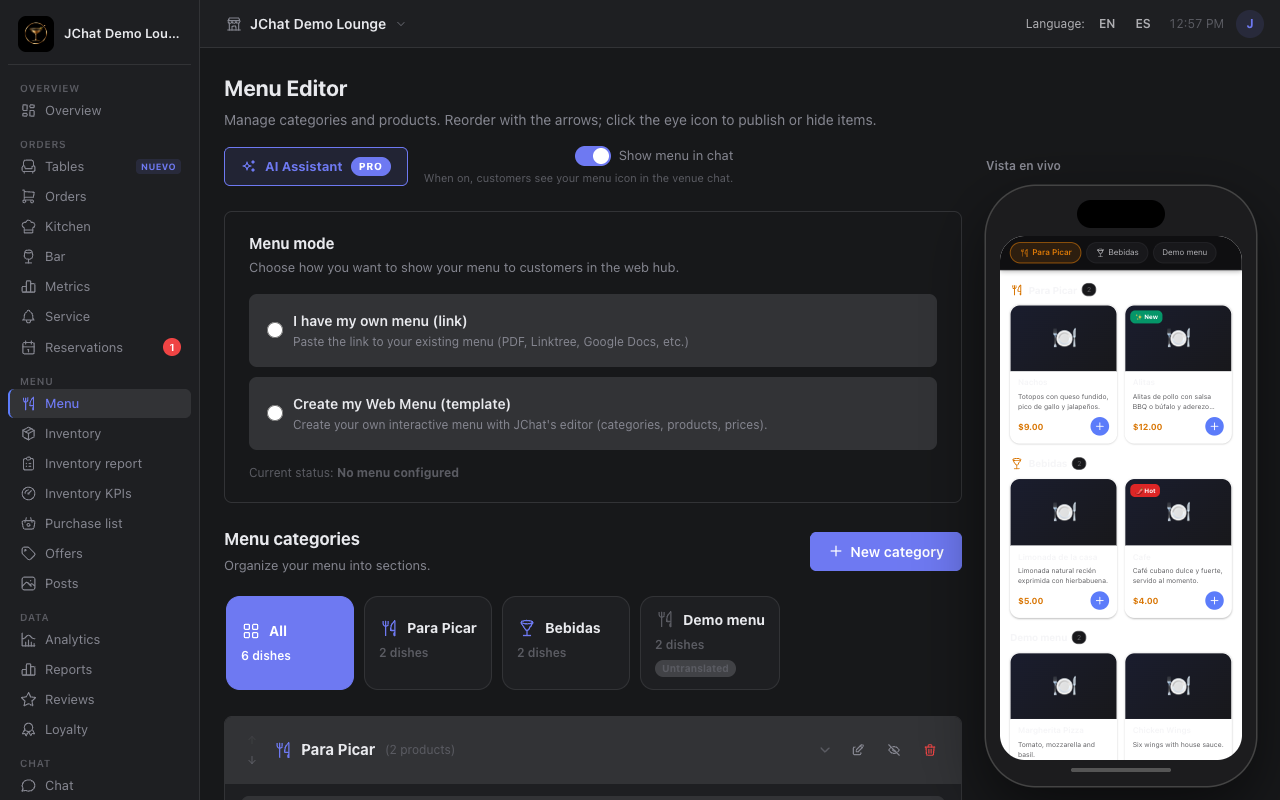 JChat Demo Lou...
OVERVIEW
Overview
ORDERS
Tables
NUEVO
Orders
Kitchen
Bar
Metrics
Service
Reservations
1
MENU
Menu
Inventory
Inventory report
Inventory KPIs
Purchase list
Offers
Posts
DATA
Analytics
Reports
Reviews
Loyalty
CHAT
Chat
JChat Demo Lounge
Language:
EN
ES
12:57 PM
J
Menu Editor
Manage categories and products. Reorder with the arrows; click the eye icon to publish or hide items.
AI Assistant
PRO
Show menu in chat
When on, customers see your menu icon in the venue chat.
Menu mode
Choose how you want to show your menu to customers in the web hub.
I have my own menu (link)
Paste the link to your existing menu (PDF, Linktree, Google Docs, etc.)
Create my Web Menu (template)
Create your own interactive menu with JChat's editor (categories, products, prices).
Current status: No menu configured
Menu categories
Organize your menu into sections.
New category
All
6 dishes
Para Picar
2 dishes
Bebidas
2 dishes
Demo menu
2 dishes
Untranslated
Para Picar
(2 products)
Vista en vivo
Para Picar
Bebidas
Demo menu
Para Picar
2
New
Totopos con queso fundido,
pico de gallo y jalapeños.
$9.00
Alitas de pollo con salsa
BBQ o búfalo y aderezo...
$12.00
Bebidas
2
Hot
Limonada natural recién
exprimida con hierbabuena.
$5.00
Café cubano dulce y fuerte,
servido al momento.
$4.00
Demo menu
2
Tomato, mozzarella and
basil.
Six wings with house sauce.